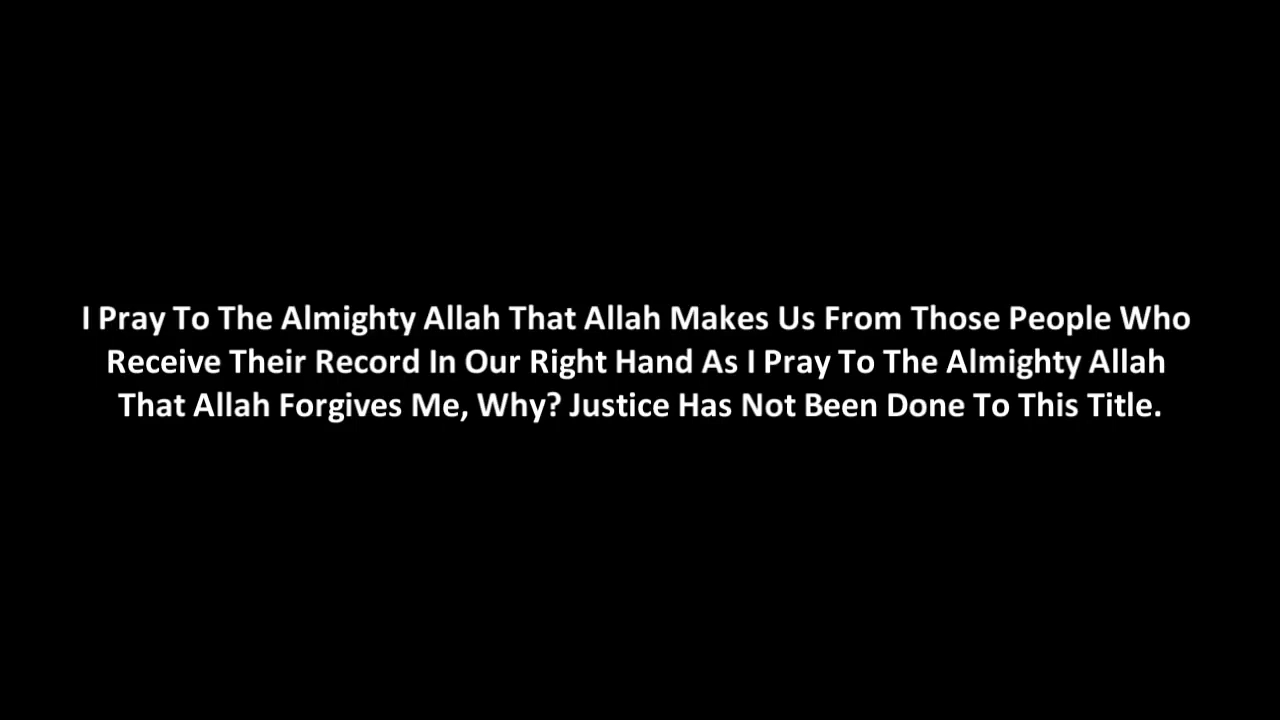 I Pray To The Almighty Allah That Allah Makes Us From Those People Who
Receive Their Record In Our Right Hand As I Pray To The Almighty Allah
That Allah Forgives Me, Why? Justice Has Not Been Done To This Title.